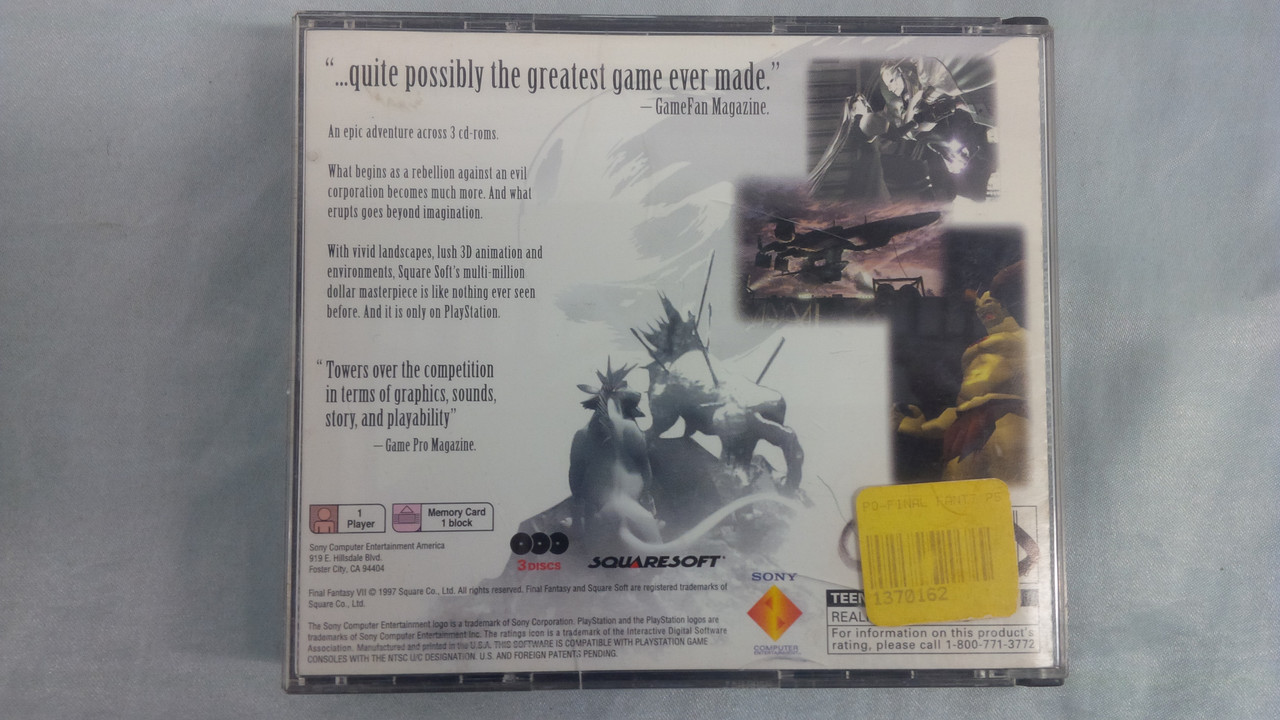 “...quite possibly the greatest game ever made.”
– GameFan Magazine.
An epic adventure across 3 cd-roms.
What begins as a rebellion against an evil
corporation becomes much more. And what
erupts goes beyond imagination.
With vivid landscapes, lush 3D animation and
environments, Square Soft's multi-million
dollar masterpiece is like nothing ever seen
before. And it is only on PlayStation.
“Towers over the competition
in terms of graphics, sounds,
story, and playability”
– Game Pro Magazine.
1
Player
Memory Card
1 block
Sony Computer Entertainment America
919 E. Hillsdale Blvd.
Foster City, CA 94404
3 DISCS
SQUARESOFT
Final Fantasy VII © 1997 Square Co., Ltd. All rights reserved. Final Fantasy and Square Soft are registered trademarks of
Square Co., Ltd.
The Sony Computer Entertainment logo is a trademark of Sony Corporation. PlayStation and the PlayStation logos are
trademarks of Sony Computer Entertainment Inc. The ratings icon is a trademark of the Interactive Digital Software
Association. Manufactured and printed in the U.S.A. THIS SOFTWARE IS COMPATIBLE WITH PLAYSTATION GAME
CONSOLES WITH THE NTSC U/C DESIGNATION. U.S. AND FOREIGN PATENTS PENDING.
SONY
COMPUTER
ENTERTAINMENT
PO-FINAL FANT7 PS
1370162
TEEN
REAL
For information on this product's
rating, please call 1-800-771-3772